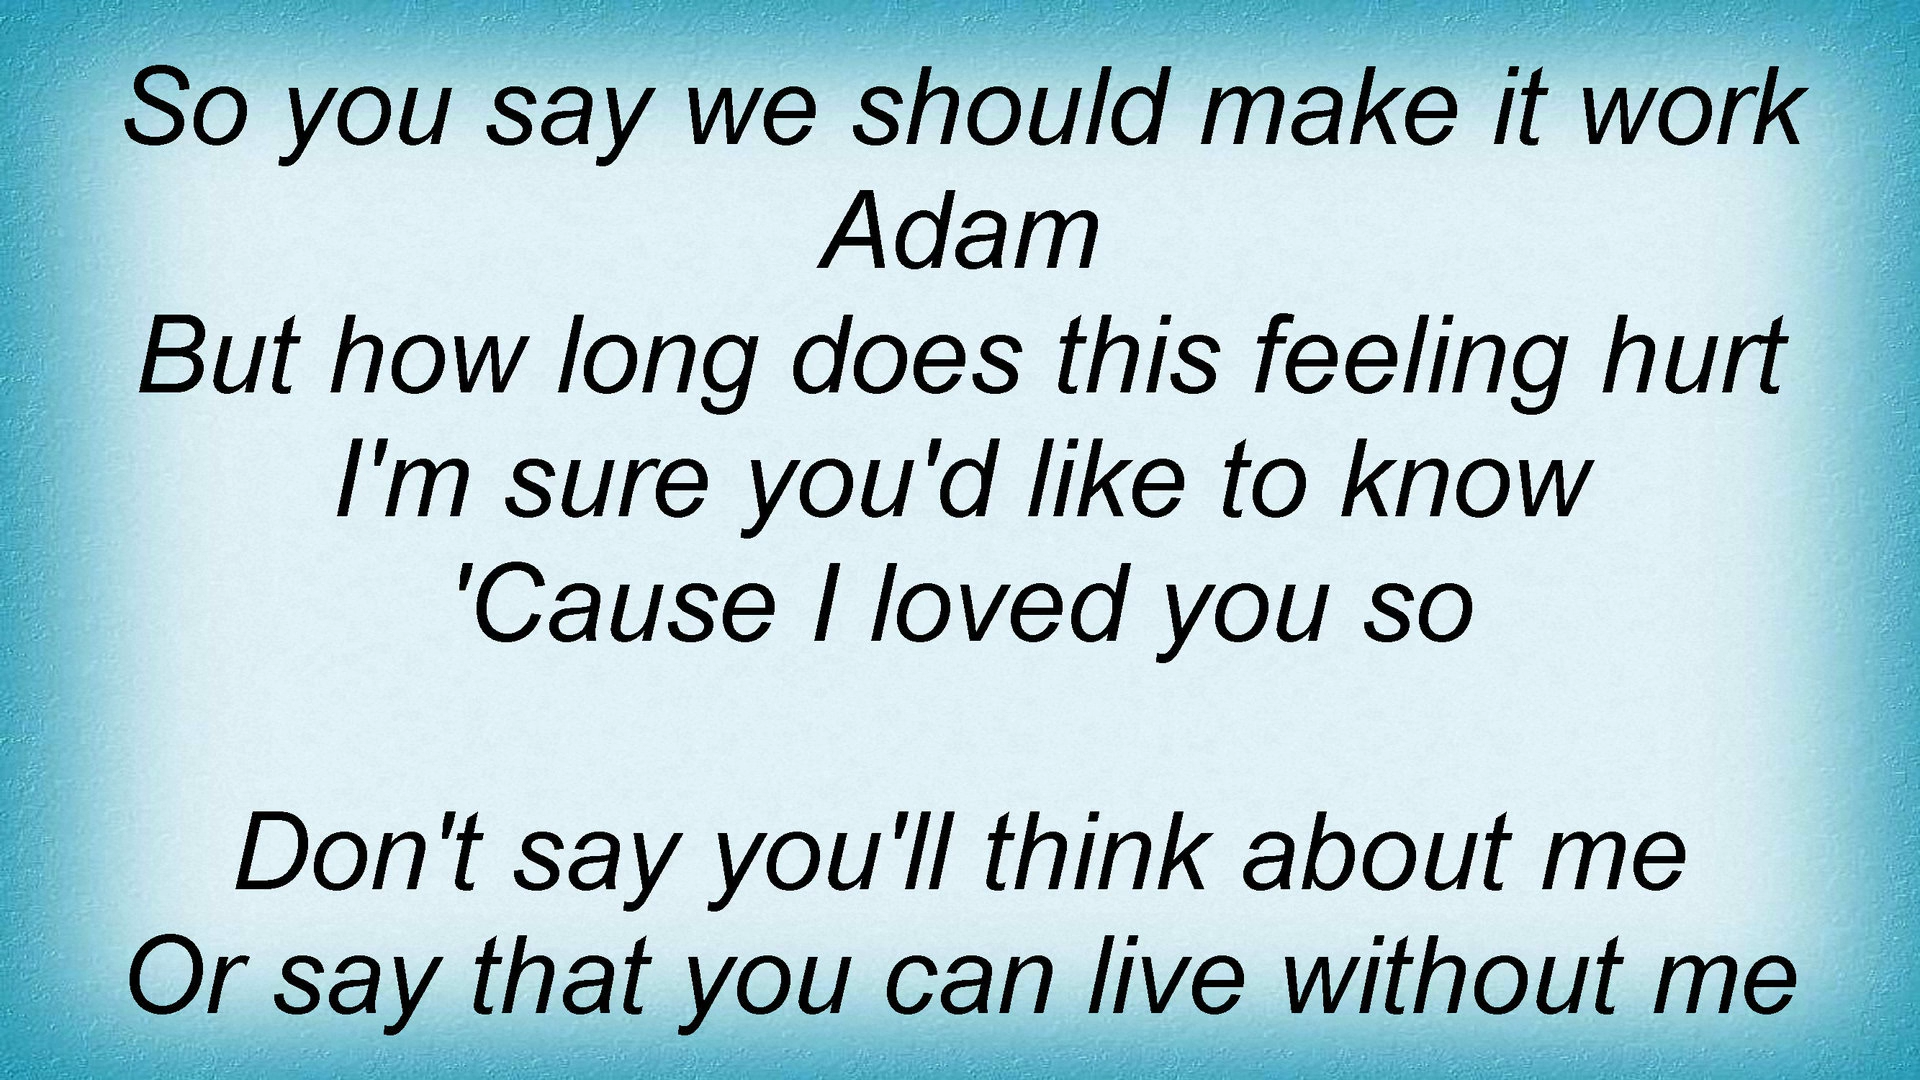 So you say we should make it work
Adam
But how long does this feeling hurt
I'm sure you'd like to know
'Cause I loved you so
Don't say you'll think about me
Or say that you can live without me